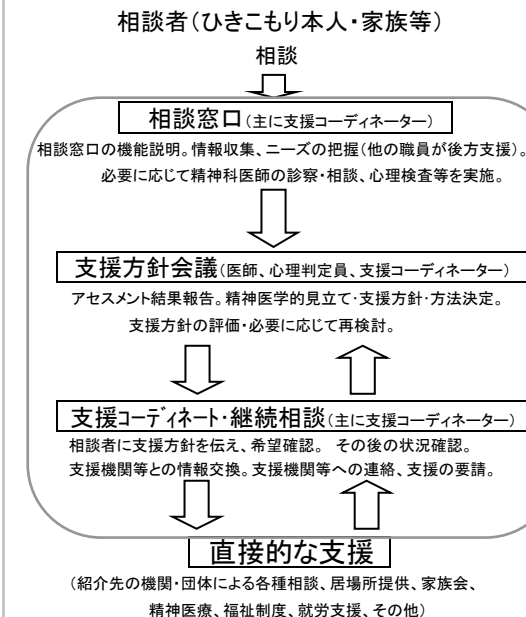 相談者(ひきこもり本人・家族等)
相談
相談窓口(主に支援コーディネーター)
相談窓口の機能説明。情報収集、ニーズの把握(他の職員が後方支援)。
必要に応じて精神科医師の診察・相談、心理検査等を実施。
支援方針会議(医師、心理判定員、支援コーディネーター)
アセスメント結果報告。精神医学的見立て・支援方針・方法決定。
支援方針の評価・必要に応じて再検討。
支援コーディネート・継続相談(主に支援コーディネーター)
相談者に支援方針を伝え、希望確認。 その後の状況確認。
支援機関等との情報交換。支援機関等への連絡、支援の要請。
直接的な支援
(紹介先の機関・団体による各種相談、居場所提供、家族会、
精神医療、福祉制度、就労支援、その他)